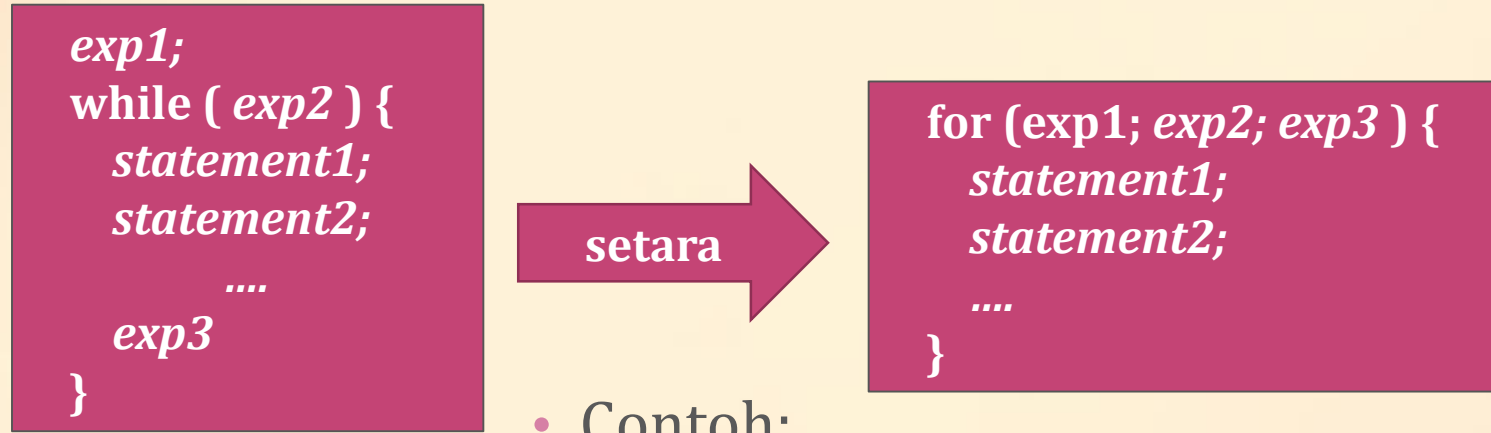 exp1;
while ( exp2 ) {
statement1;
statement2;
....
exp3
}
setara
for (exp1; exp2; exp3 ) {
statement1;
statement2;
....
}
• Contoh: